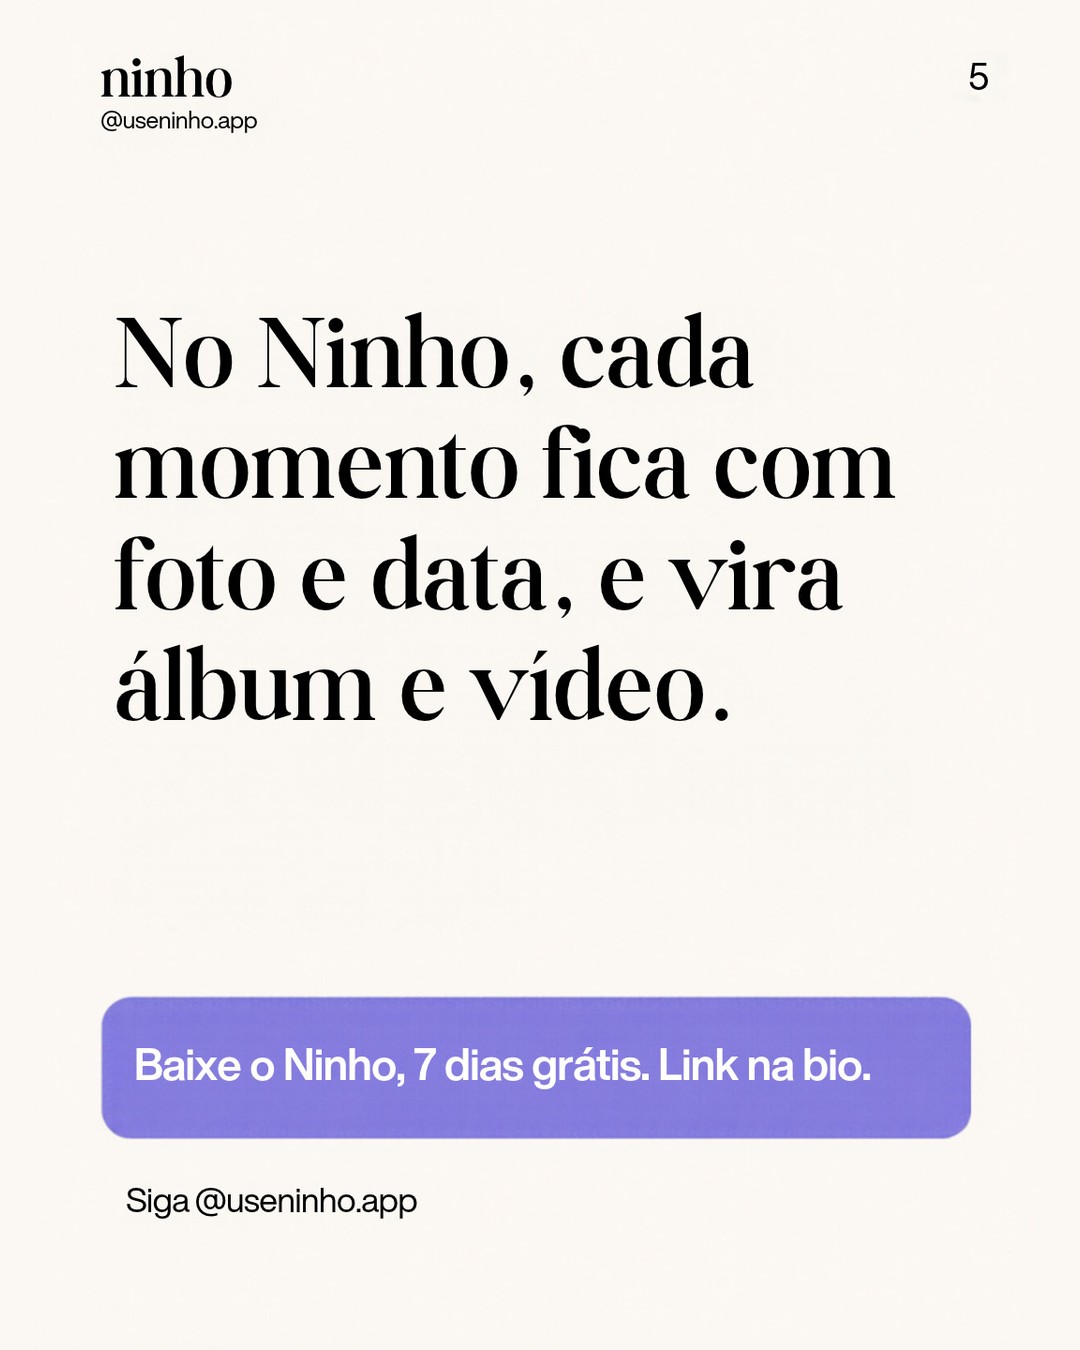 ninho
@useninho.app
5
No Ninho, cada
momento fica com
foto e data, e vira
álbum e vídeo.
Baixe o Ninho, 7 dias grátis. Link na bio.
Siga @useninho.app